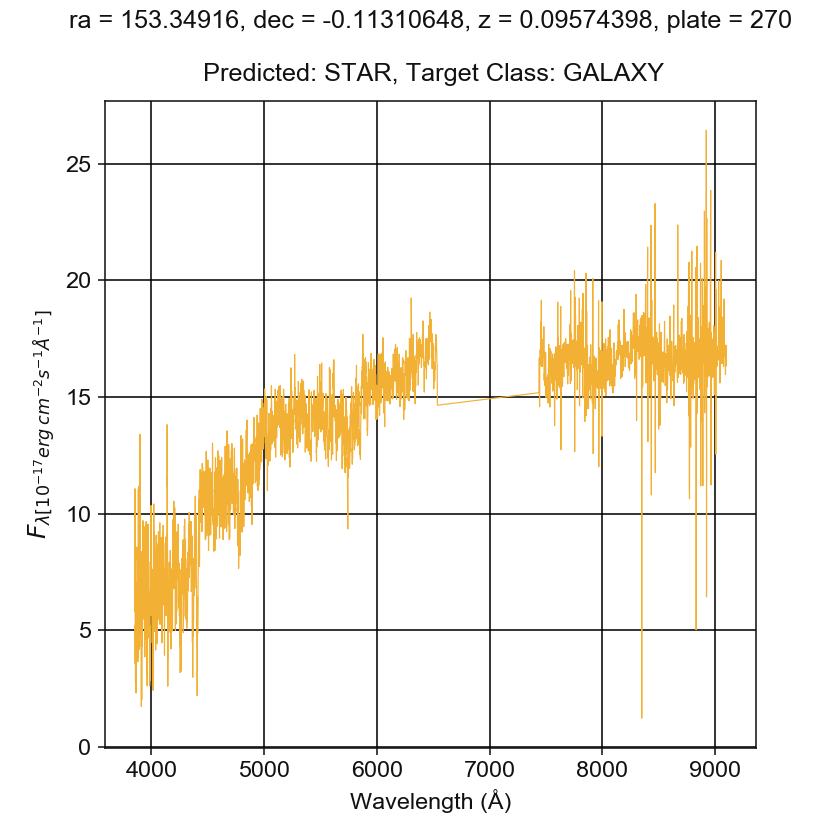 ra = 153.34916, dec = -0.11310648, z = 0.09574398, plate = 270
Predicted: STAR, Target Class: GALAXY
25
20
15
10
5
0
F_λ[10^{-17} erg cm^{-2} s^{-1} Å^{-1}]
4000 5000 6000 7000 8000 9000
Wavelength (Å)